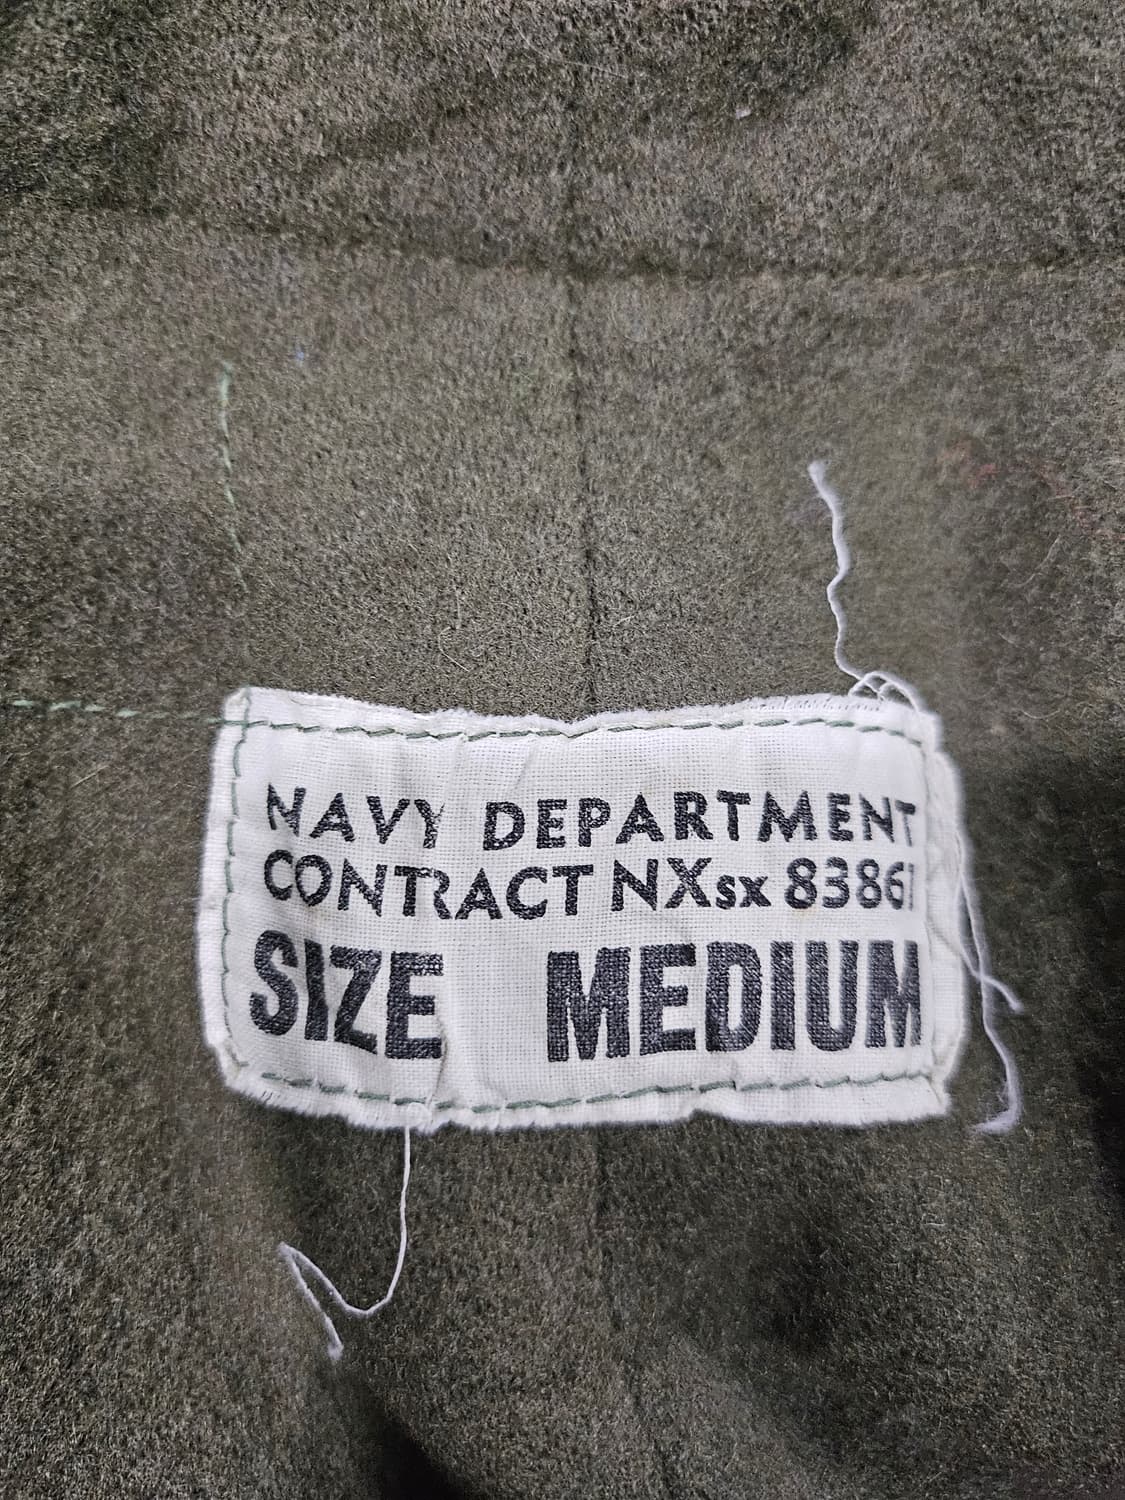 NAVY DEPARTMENT
CONTRACT NXsx 83861
SIZE MEDIUM